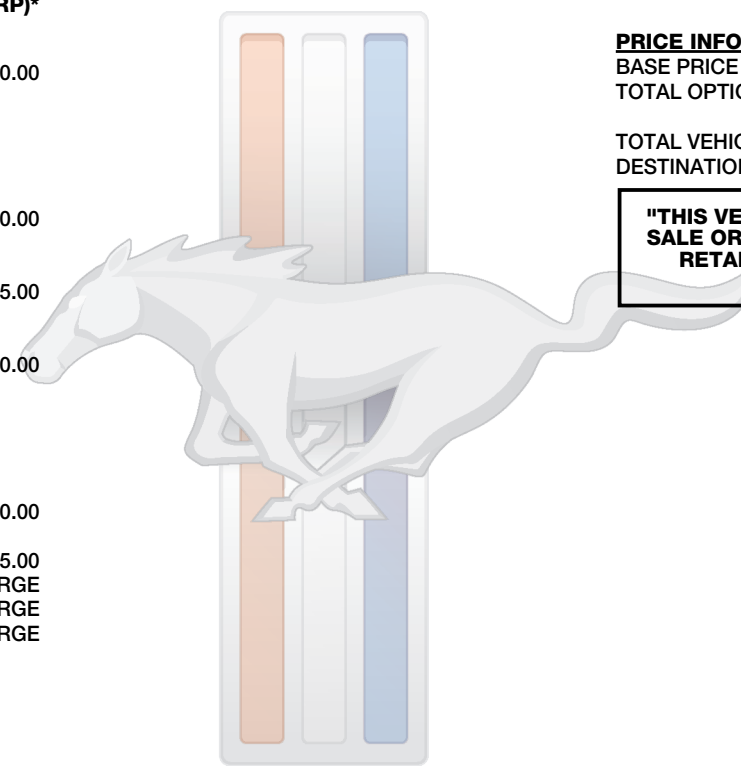 RP)*
0.00
0.00
5.00
0.00
0.00
5.00
RGE
RGE
RGE
PRICE INFO
BASE PRICE
TOTAL OPTIO
TOTAL VEHIC
DESTINATION
"THIS VE
SALE OR
RETAI